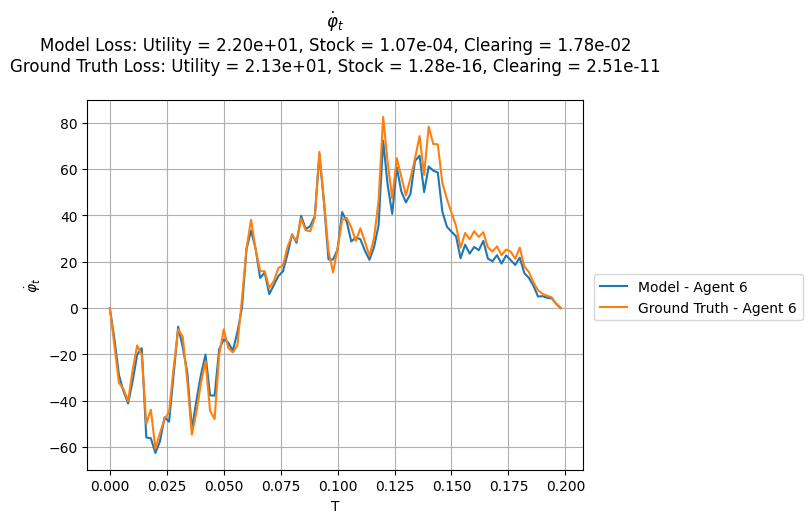 φ̇ₜ
Model Loss: Utility = 2.20e+01, Stock = 1.07e-04, Clearing = 1.78e-02
Ground Truth Loss: Utility = 2.13e+01, Stock = 1.28e-16, Clearing = 2.51e-11
80
60
40
20
0
−20
−40
−60
φ̇ₜ
0.000 0.025 0.050 0.075 0.100 0.125 0.150 0.175 0.200
T
Model - Agent 6
Ground Truth - Agent 6